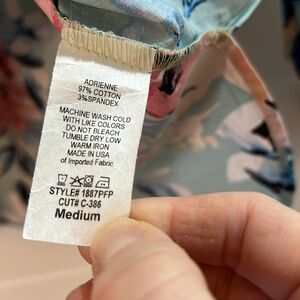 ADRIENNE
97% COTTON
3%SPANDEX
MACHINE WASH COLD
WITH LIKE COLORS
DO NOT BLEACH
TUMBLE DRY LOW
WARM IRON
MADE IN USA
of Imported Fabric
STYLE# 1887PFP
CUT# C-386
Medium